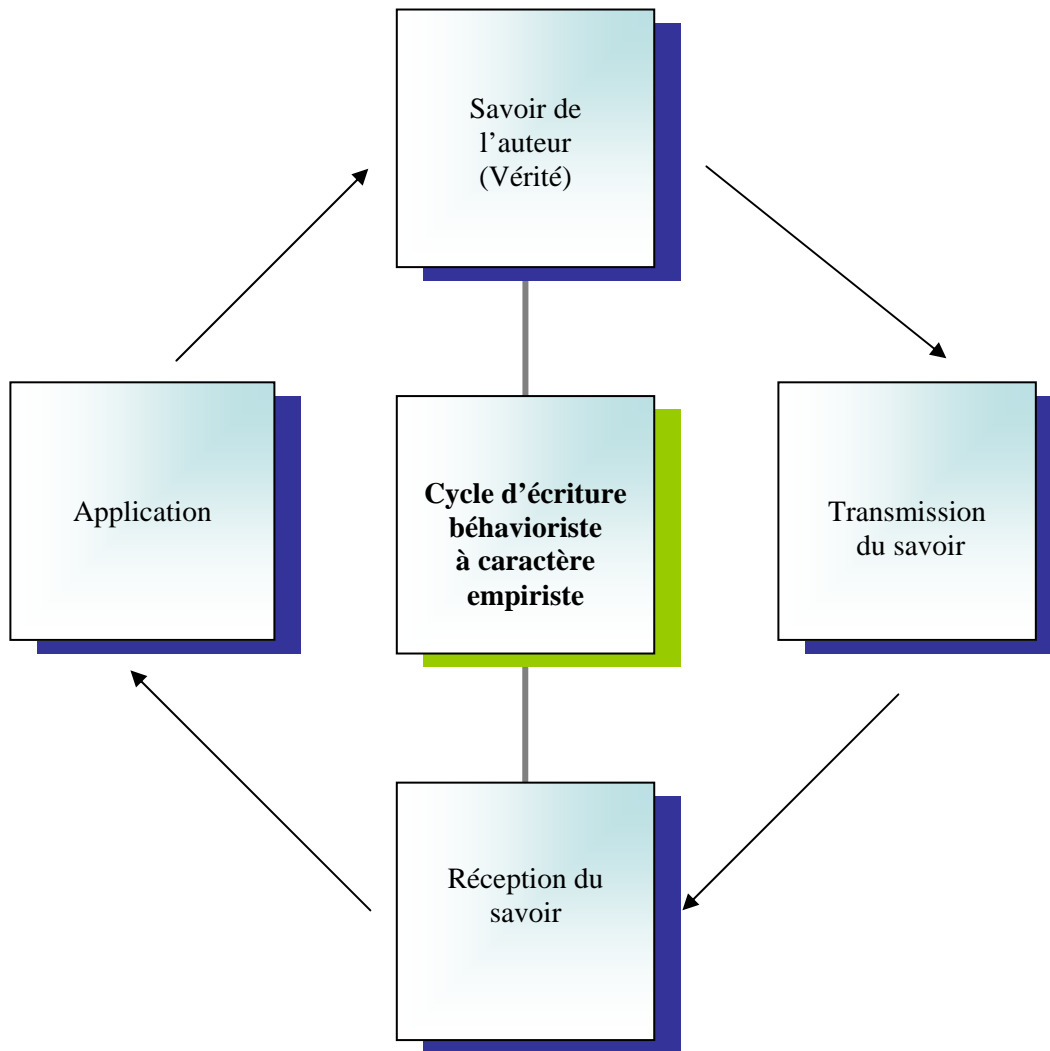 Savoir de
l’auteur
(Vérité)
Application
Cycle d’écriture
béhavioriste
à caractère
empiriste
Transmission
du savoir
Réception du
savoir